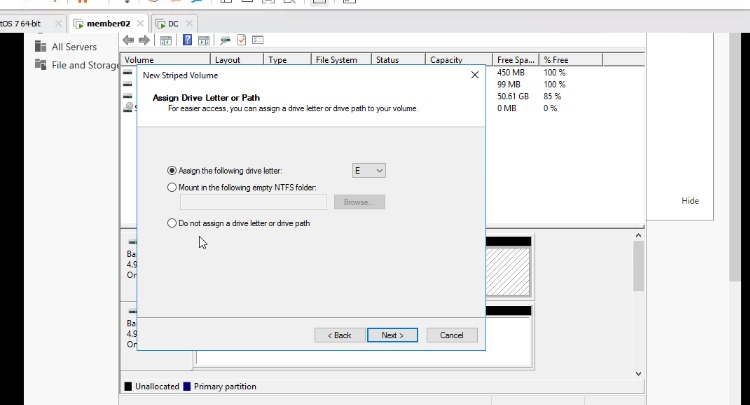 tOS 7 64-bit member02 DC
All Servers
File and Storag
Volume Layout Type File System Status Capacity Free Spa... % Free
450 MB 100 %
99 MB 100 %
50.61 GB 85 %
0 MB 0 %
New Striped Volume
Assign Drive Letter or Path
For easier access, you can assign a drive letter or drive path to your volume.
Assign the following drive letter: E
Mount in the following empty NTFS folder:
Browse...
Do not assign a drive letter or drive path
Hide
Ba
4.9
Or
Ba
4.9
Or
< Back Next > Cancel
Unallocated Primary partition